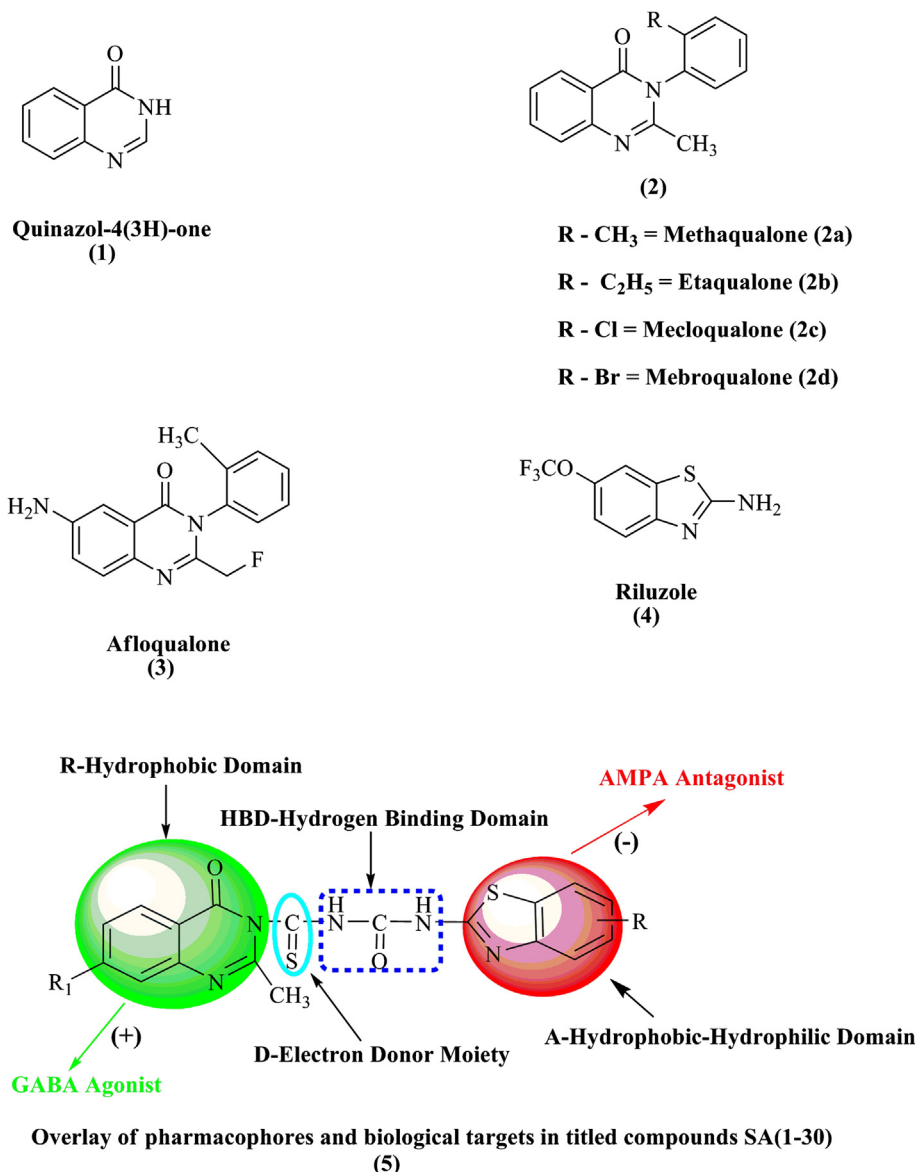 O
NH
N
Quinazol-4(3H)-one
(1)
R
O
N
N
CH₃
(2)
R - CH₃ = Methaqualone (2a)
R - C₂H₅ = Etaqualone (2b)
R - Cl = Mecloqualone (2c)
R - Br = Mebroqualone (2d)
H₃C
O
H₂N
N
N
F
Afloqualone
(3)
F₃CO
S
NH₂
N
Riluzole
(4)
R-Hydrophobic Domain
AMPA Antagonist
HBD-Hydrogen Binding Domain
(-)
O
H
H
S
N
C
N
C
N
R
S
O
N
N
R₁
CH₃
(+)
A-Hydrophobic-Hydrophilic Domain
D-Electron Donor Moiety
GABA Agonist
Overlay of pharmacophores and biological targets in titled compounds SA(1-30)
(5)